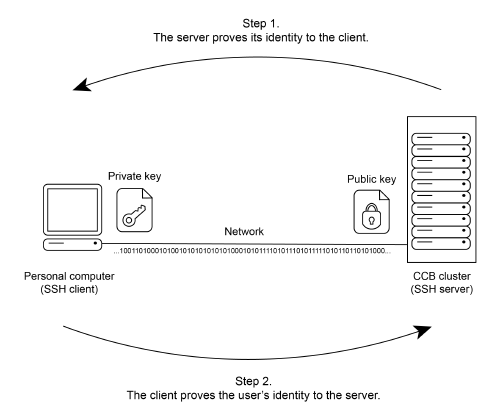 Step 1.
The server proves its identity to the client.
Private key
Public key
Network
...10011010001010010101010101010001010111101011101011111010110110101000...
Personal computer
(SSH client)
CCB cluster
(SSH server)
Step 2.
The client proves the user's identity to the server.